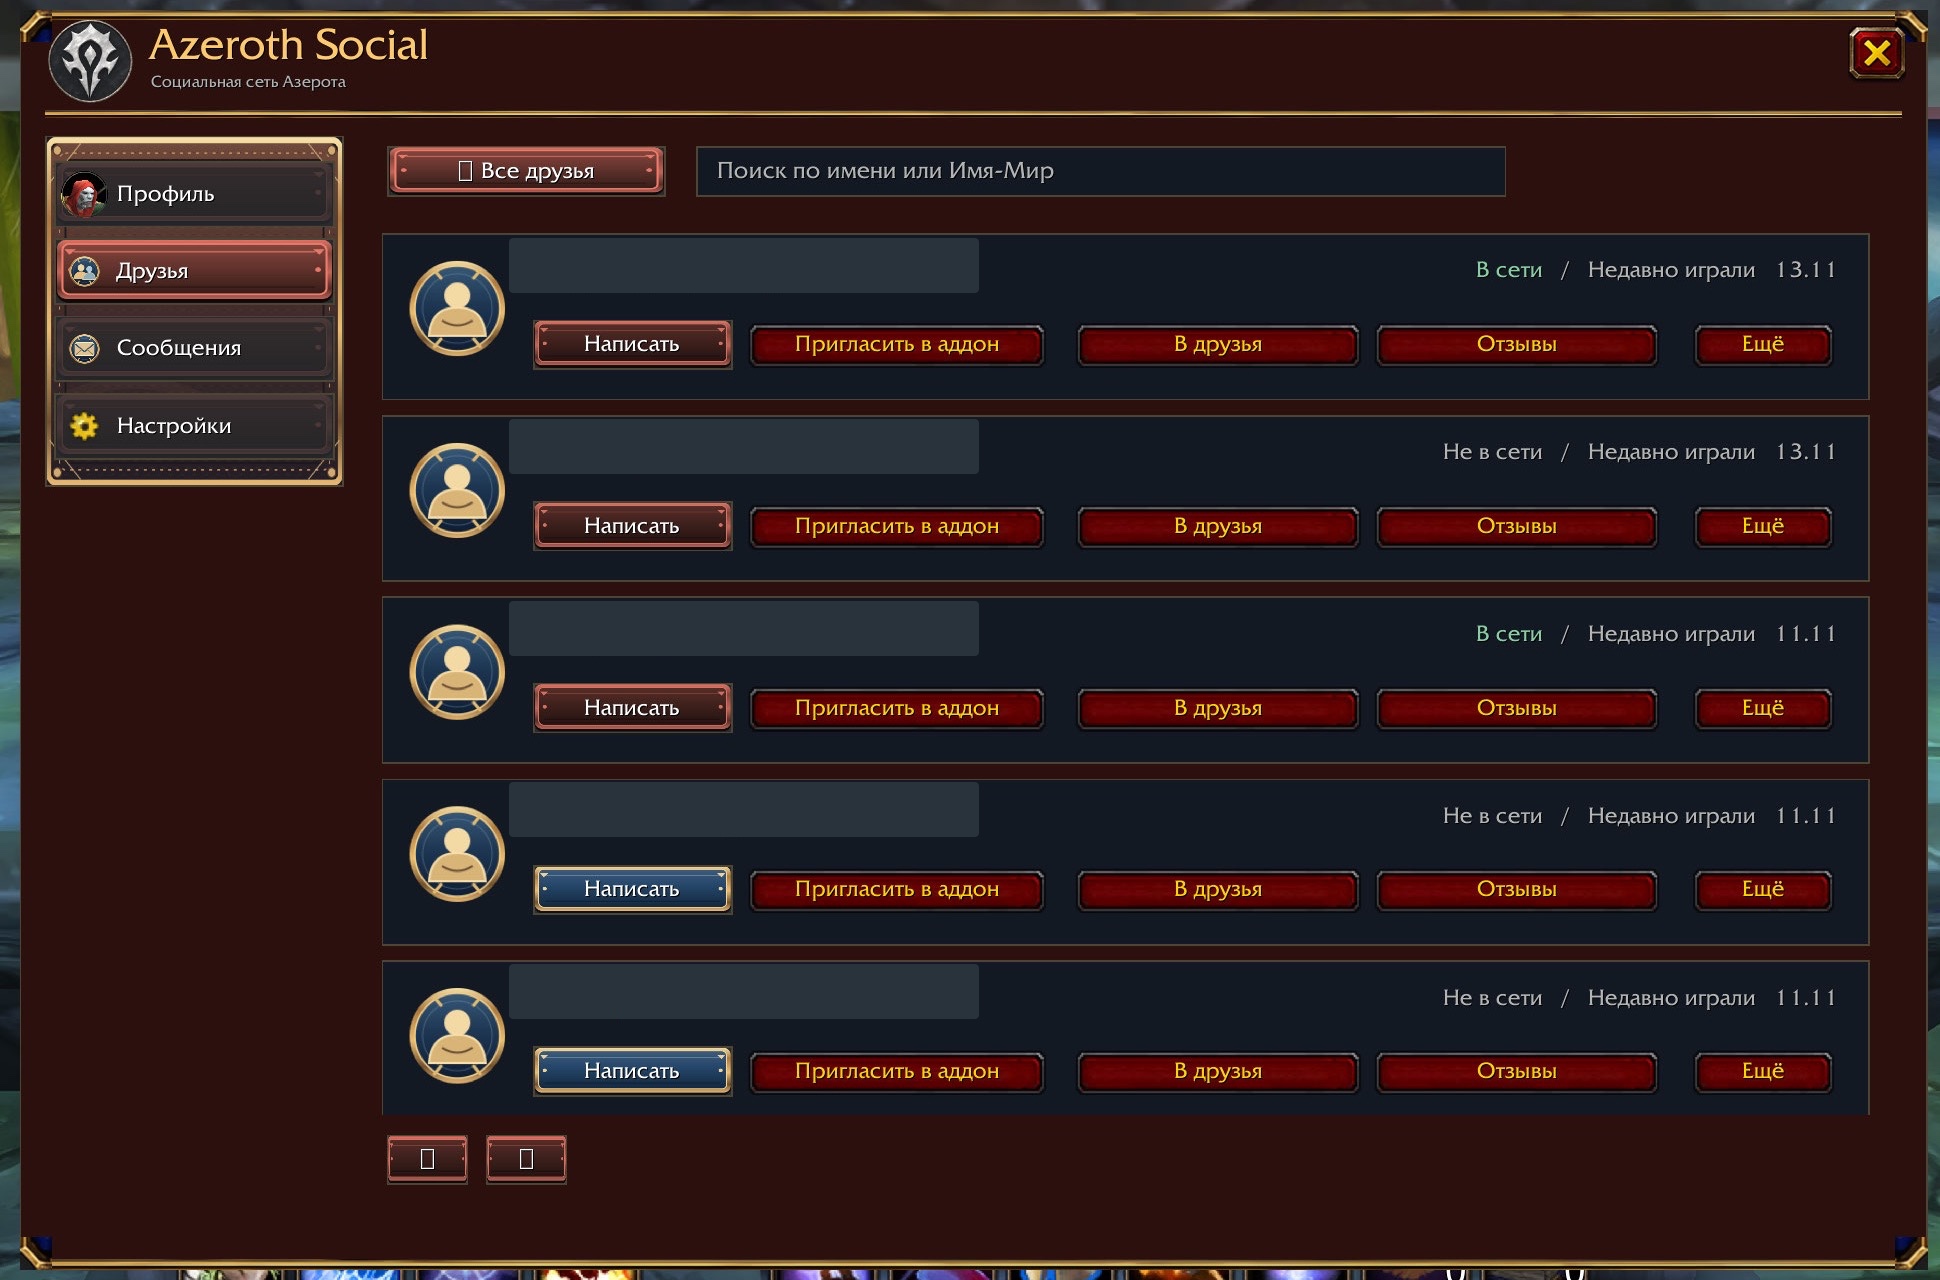 Azeroth Social
Социальная сеть Азерота
Профиль
Друзья
Сообщения
Настройки
Все друзья
Поиск по имени или Имя-Мир
В сети / Недавно играли 13.11
Написать
Пригласить в аддон
В друзья
Отзывы
Ещё
Не в сети / Недавно играли 13.11
Написать
Пригласить в аддон
В друзья
Отзывы
Ещё
В сети / Недавно играли 11.11
Написать
Пригласить в аддон
В друзья
Отзывы
Ещё
Не в сети / Недавно играли 11.11
Написать
Пригласить в аддон
В друзья
Отзывы
Ещё
Не в сети / Недавно играли 11.11
Написать
Пригласить в аддон
В друзья
Отзывы
Ещё